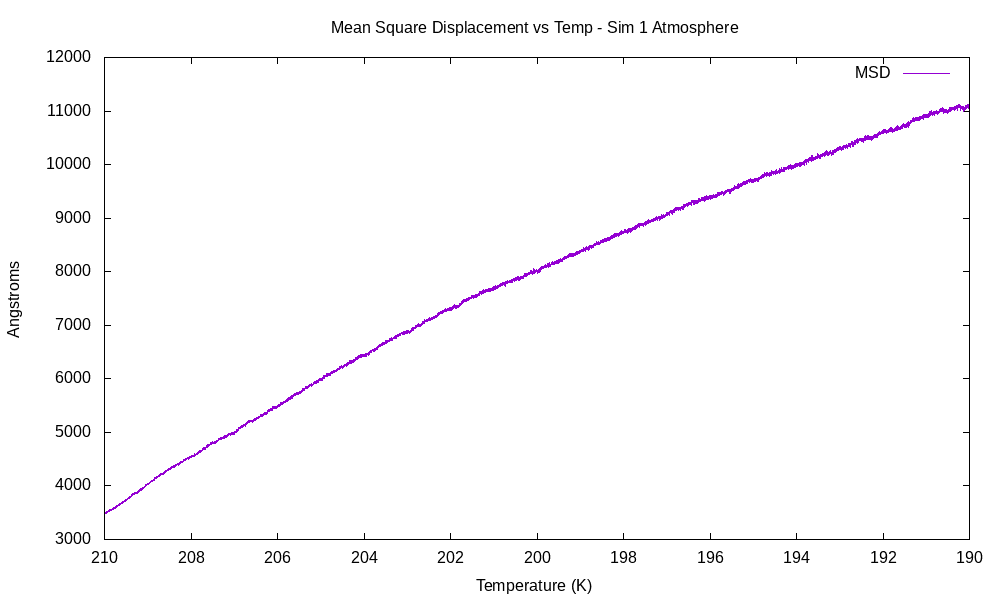 Mean Square Displacement vs Temp - Sim 1 Atmosphere
MSD
12000
11000
10000
9000
8000
7000
6000
5000
4000
3000
Angstroms
210 208 206 204 202 200 198 196 194 192 190
Temperature (K)